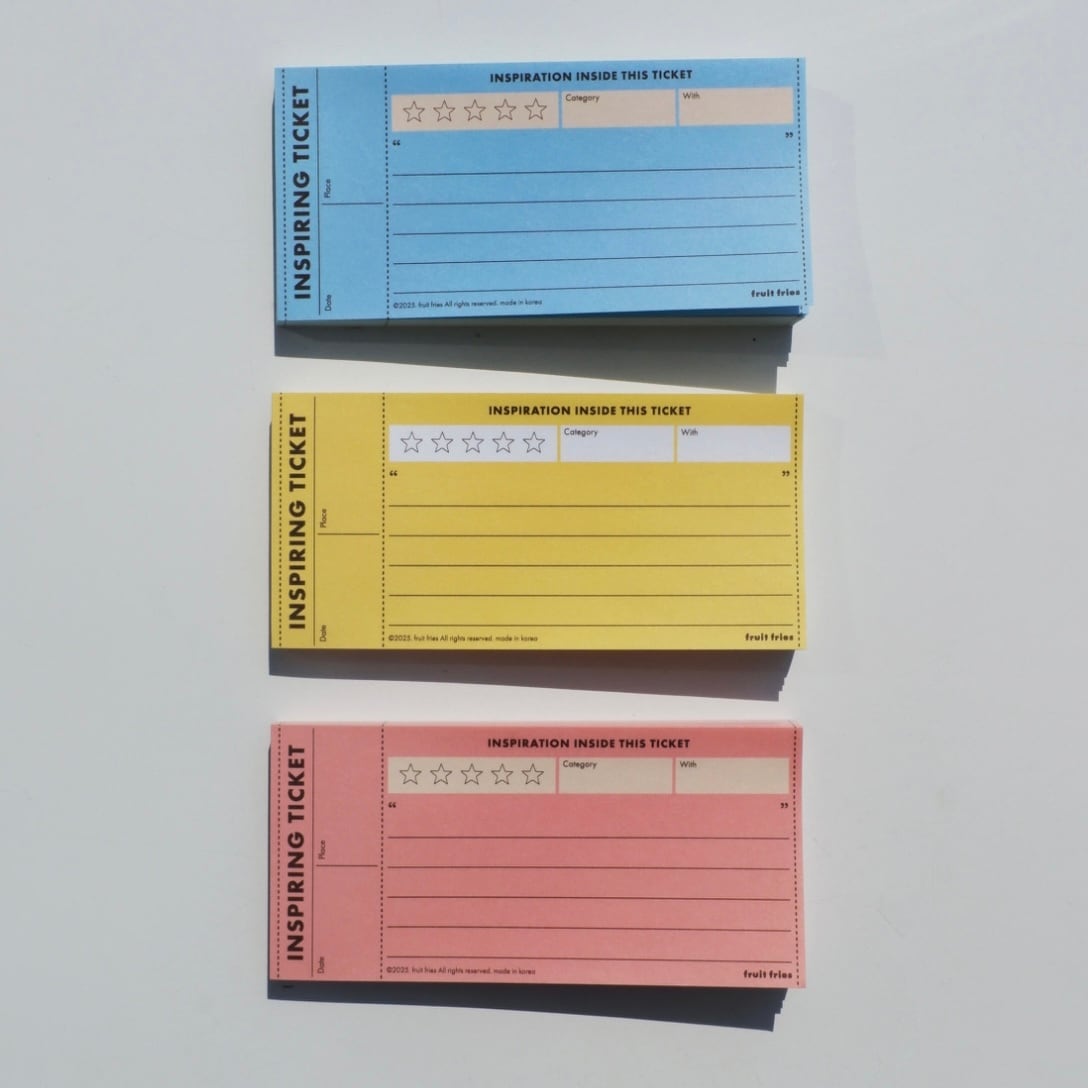 INSPIRING TICKET
Place
Date
INSPIRATION INSIDE THIS TICKET
Category
With
“ ”
©2025. fruit fries All rights reserved. made in korea
fruit fries
INSPIRING TICKET
Place
Date
INSPIRATION INSIDE THIS TICKET
Category
With
“ ”
©2025. fruit fries All rights reserved. made in korea
fruit fries
INSPIRING TICKET
Place
Date
INSPIRATION INSIDE THIS TICKET
Category
With
“ ”
©2025. fruit fries All rights reserved. made in korea
fruit fries